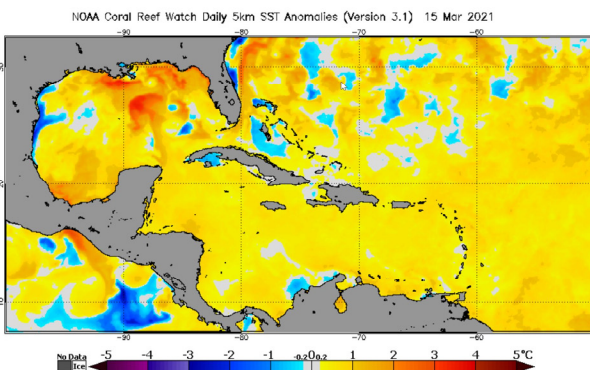 NOAA Coral Reef Watch Daily 5km SST Anomalies (Version 3.1) 15 Mar 2021
-90 -80 -70 -60
-90 -80 -70 -60
No Data
Ice
-5 -4 -3 -2 -1 -0.2 0.2 1 2 3 4 5°C